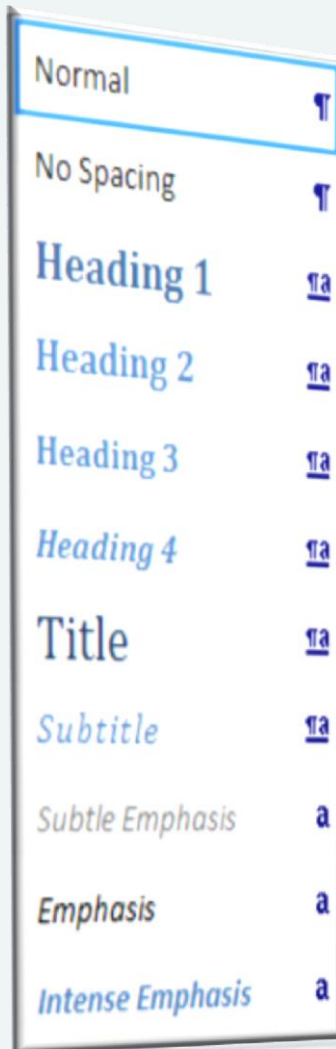 Normal ¶
No Spacing ¶
Heading 1 ¶a
Heading 2 ¶a
Heading 3 ¶a
Heading 4 ¶a
Title ¶a
Subtitle ¶a
Subtle Emphasis a
Emphasis a
Intense Emphasis a